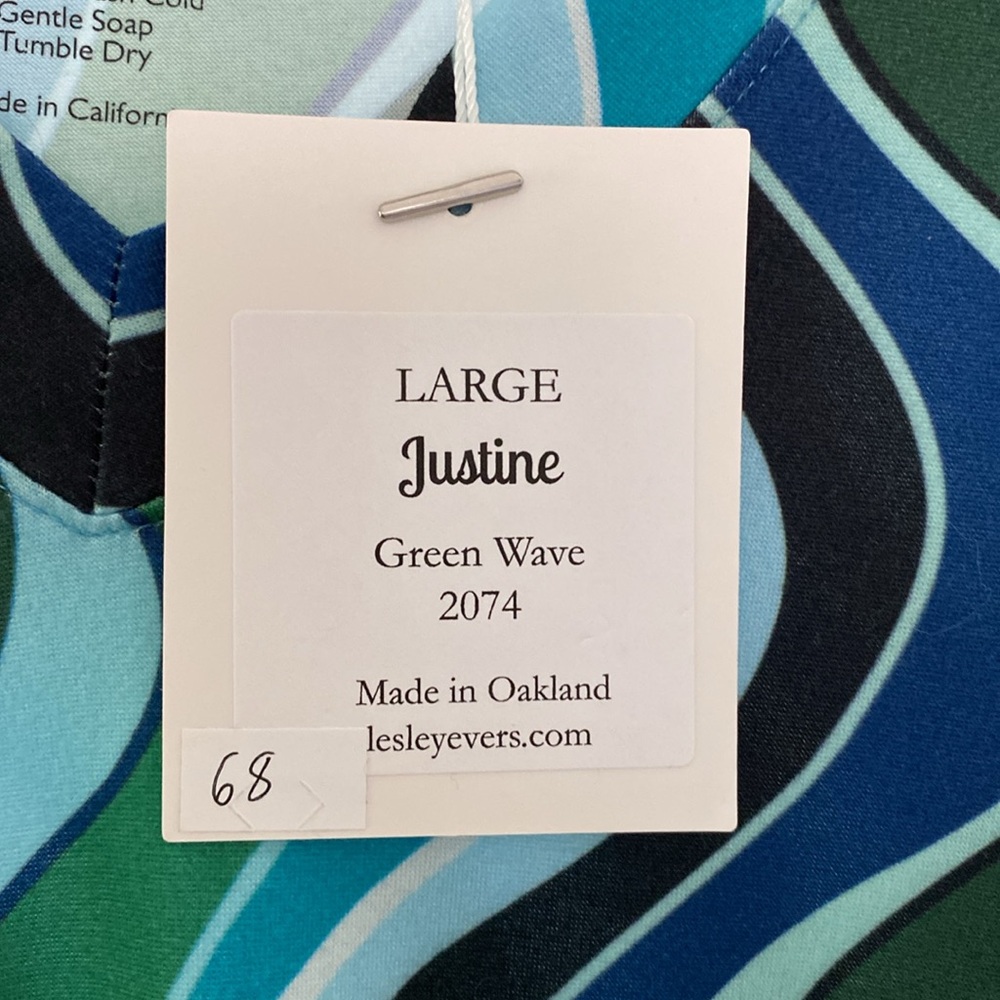 Gentle Soap
Tumble Dry
de in Californ
LARGE
Justine
Green Wave
2074
Made in Oakland
lesleyevers.com
68